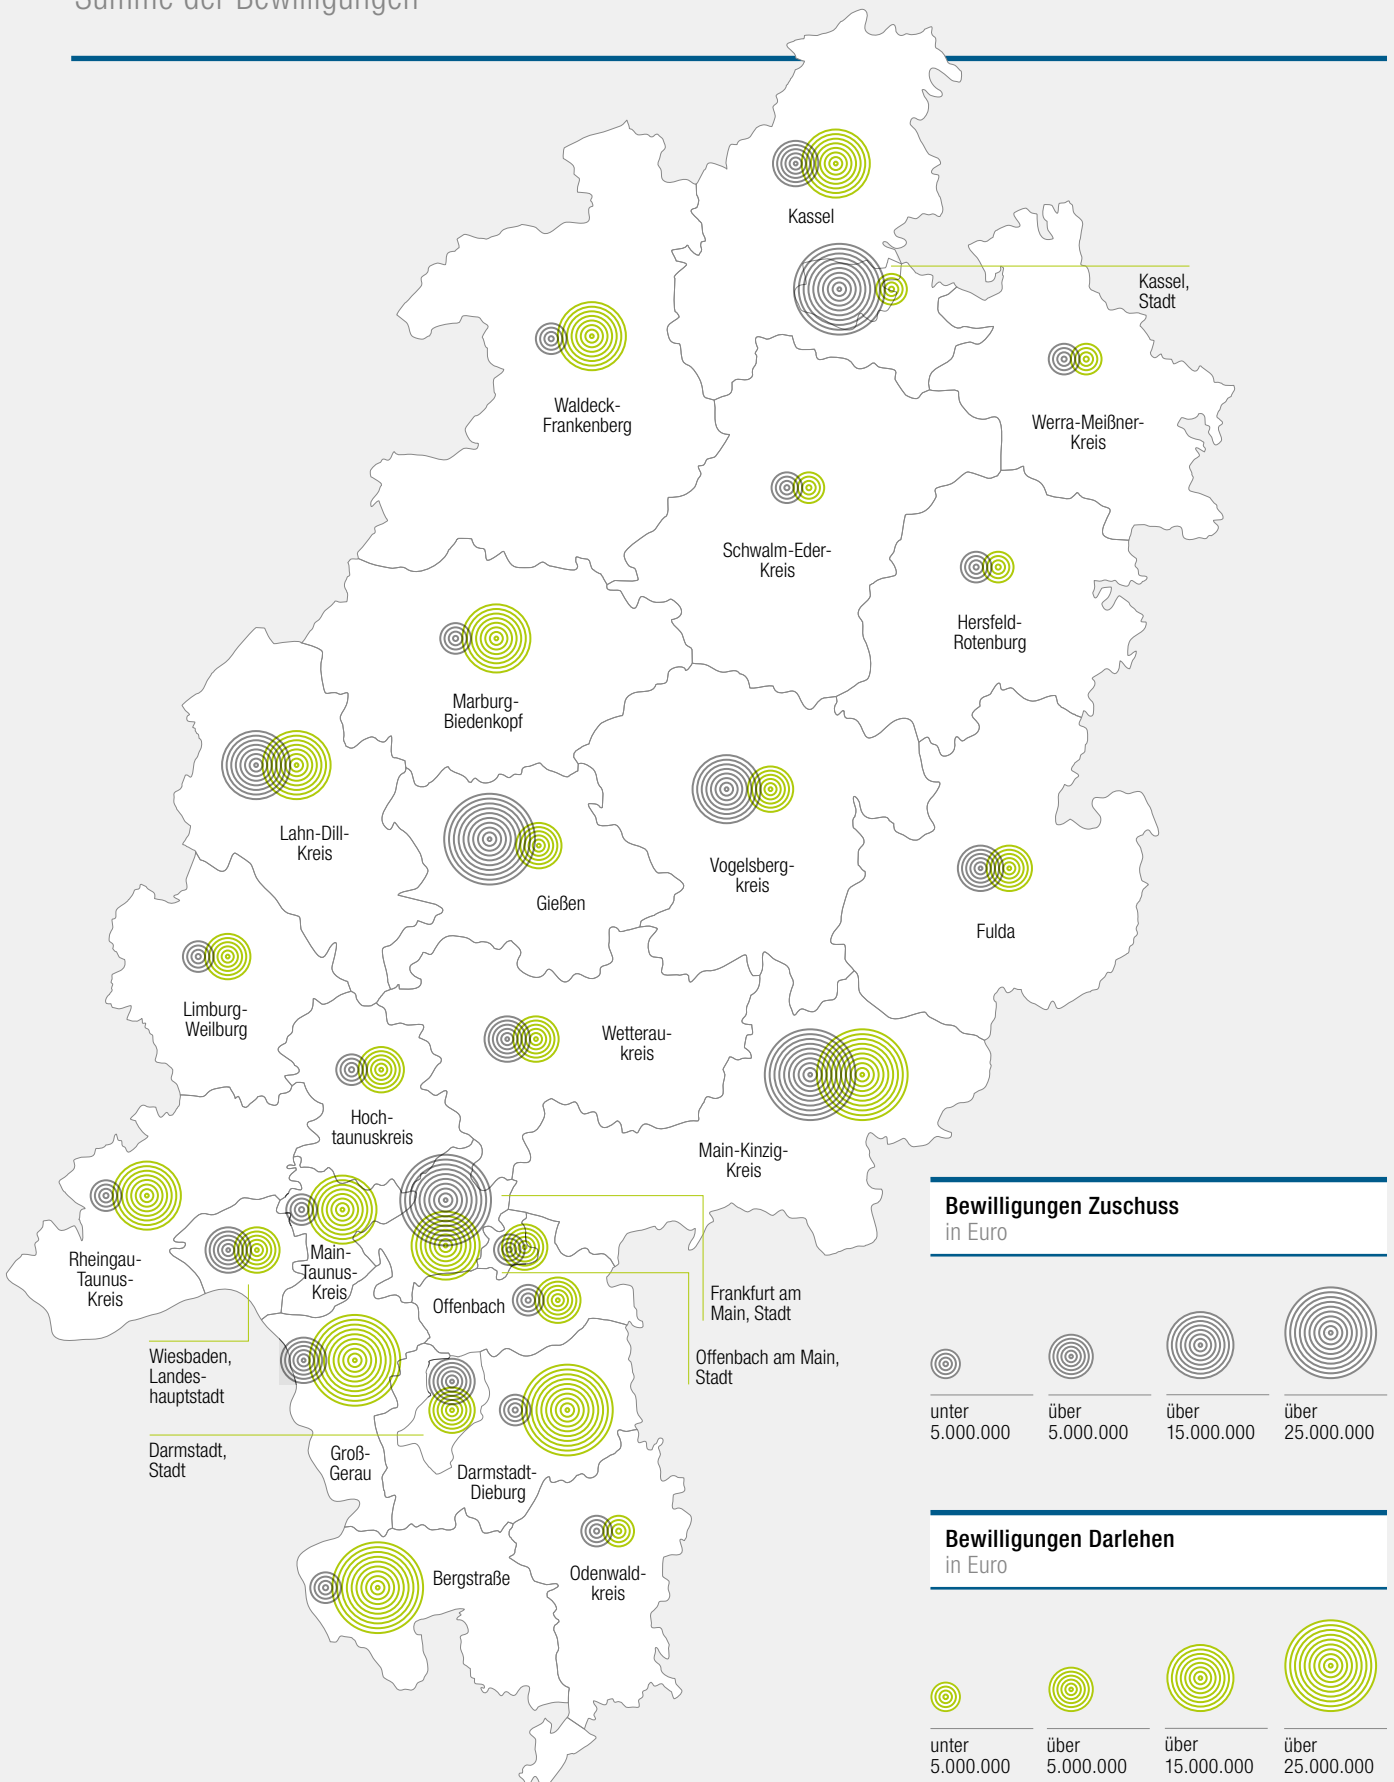 Summe der Bewilligungen
Kassel
Kassel,
Stadt
Waldeck-
Frankenberg
Werra-Meißner-
Kreis
Schwalm-Eder-
Kreis
Hersfeld-
Rotenburg
Marburg-
Biedenkopf
Lahn-Dill-
Kreis
Gießen
Vogelsberg-
kreis
Fulda
Limburg-
Weilburg
Wetterau-
kreis
Hoch-
taunuskreis
Main-Kinzig-
Kreis
Rheingau-
Taunus-
Kreis
Main-
Taunus-
Kreis
Offenbach
Frankfurt am
Main, Stadt
Offenbach am Main,
Stadt
Wiesbaden,
Landes-
hauptstadt
Darmstadt,
Stadt
Groß-
Gerau
Darmstadt-
Dieburg
Bergstraße
Odenwald-
kreis
Bewilligungen Zuschuss
in Euro
unter
5.000.000
über
5.000.000
über
15.000.000
über
25.000.000
Bewilligungen Darlehen
in Euro
unter
5.000.000
über
5.000.000
über
15.000.000
über
25.000.000